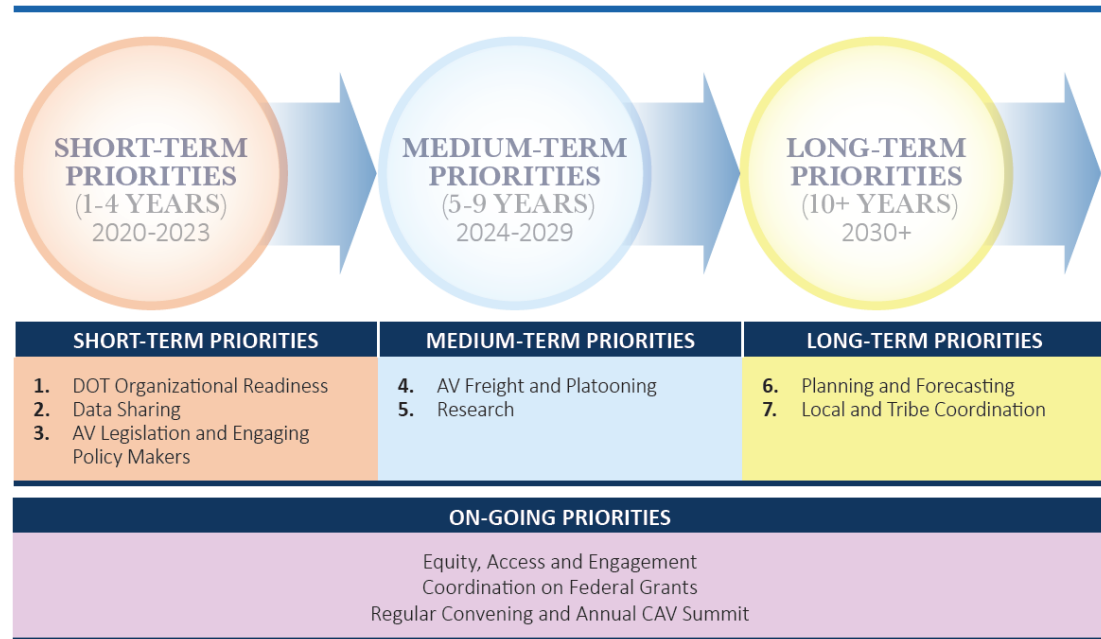 SHORT-TERM
PRIORITIES
(1-4 YEARS)
2020-2023
MEDIUM-TERM
PRIORITIES
(5-9 YEARS)
2024-2029
LONG-TERM
PRIORITIES
(10+ YEARS)
2030+
SHORT-TERM PRIORITIES
1. DOT Organizational Readiness
2. Data Sharing
3. AV Legislation and Engaging
Policy Makers
MEDIUM-TERM PRIORITIES
4. AV Freight and Platooning
5. Research
LONG-TERM PRIORITIES
6. Planning and Forecasting
7. Local and Tribe Coordination
ON-GOING PRIORITIES
Equity, Access and Engagement
Coordination on Federal Grants
Regular Convening and Annual CAV Summit